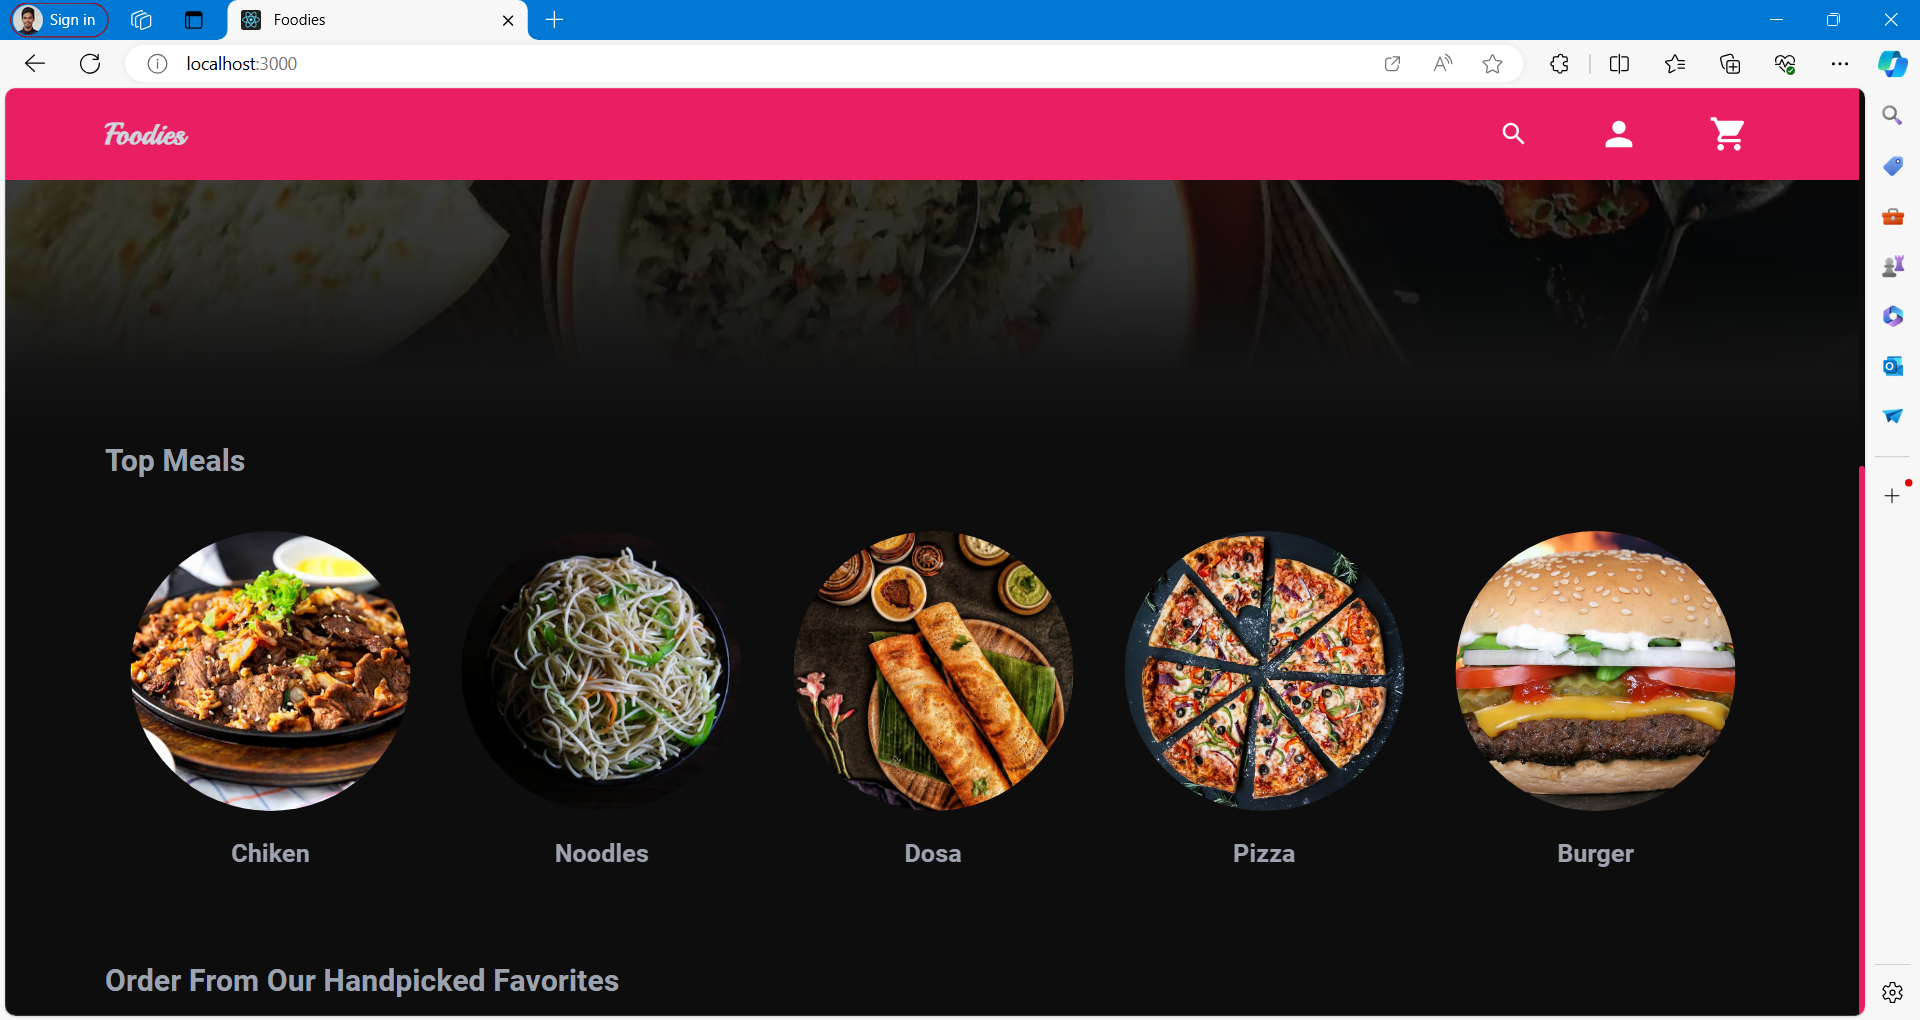 Sign in
Foodies
localhost:3000
Foodies
Top Meals
Chiken
Noodles
Dosa
Pizza
Burger
Order From Our Handpicked Favorites